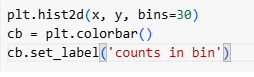 plt.hist2d(x, y, bins=30)
cb = plt.colorbar()
cb.set_label('counts in bin')